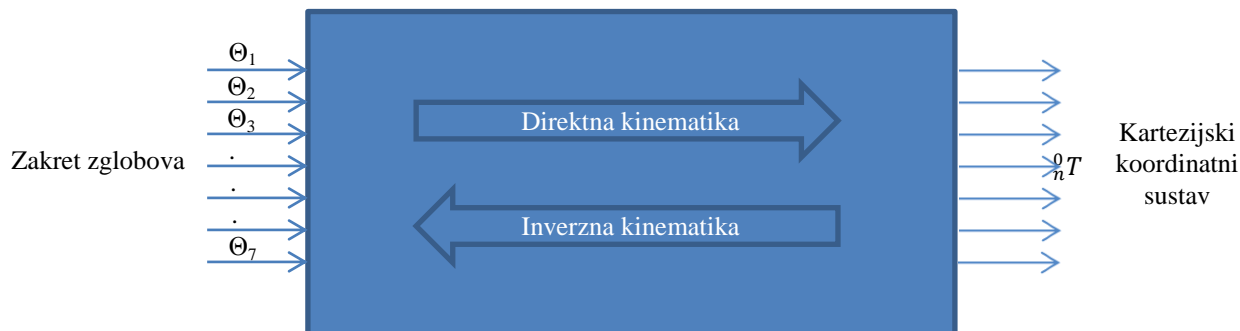 Θ1
Θ2
Θ3
.
.
.
Θ7
Zakret zglobova
Direktna kinematika
Inverzna kinematika
⁰ₙT
Kartezijski
koordinatni
sustav